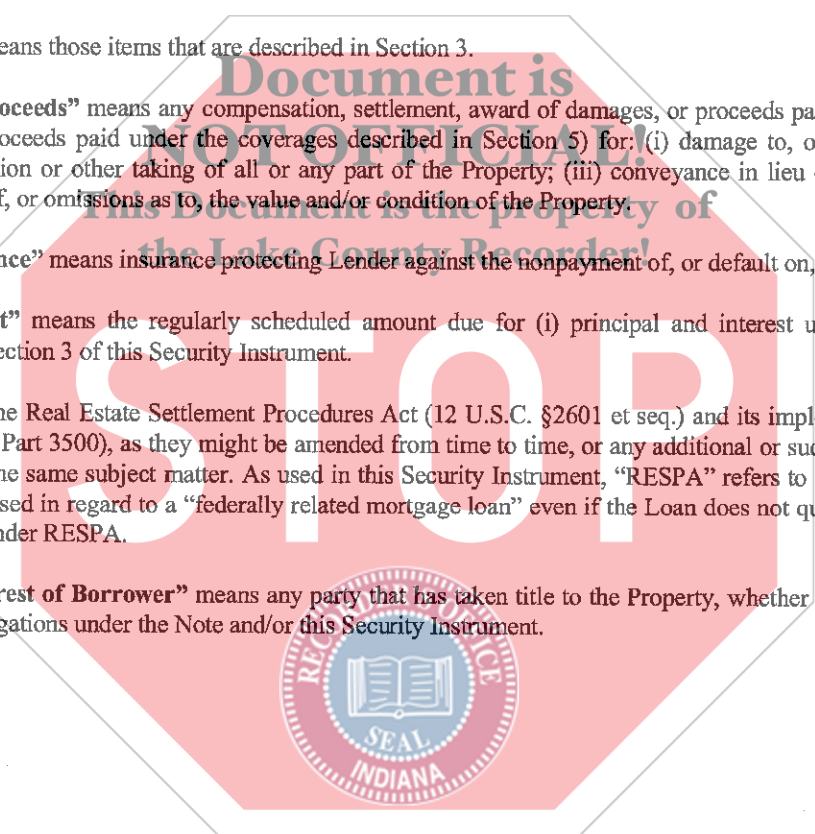 eans those items that are described in Section 3.
Document is
oceeds” means any compensation, settlement, award of damages, or proceeds pa
NOT OFFICIAL!
oceeds paid under the coverages described in Section 5) for: (i) damage to, o
ion or other taking of all or any part of the Property; (iii) conveyance in lieu
f, or omissions as to, the value and/or condition of the Property.
This Document is the property of
the Lake County Recorder!
nce” means insurance protecting Lender against the nonpayment of, or default on,
t” means the regularly scheduled amount due for (i) principal and interest u
ection 3 of this Security Instrument.
STOP
ne Real Estate Settlement Procedures Act (12 U.S.C. §2601 et seq.) and its impl
Part 3500), as they might be amended from time to time, or any additional or suc
ne same subject matter. As used in this Security Instrument, “RESPA” refers to
sed in regard to a “federally related mortgage loan” even if the Loan does not qu
nder RESPA.
rest of Borrower” means any party that has taken title to the Property, whether
gations under the Note and/or this Security Instrument.
RECORDER'S OFFICE
SEAL
INDIANA